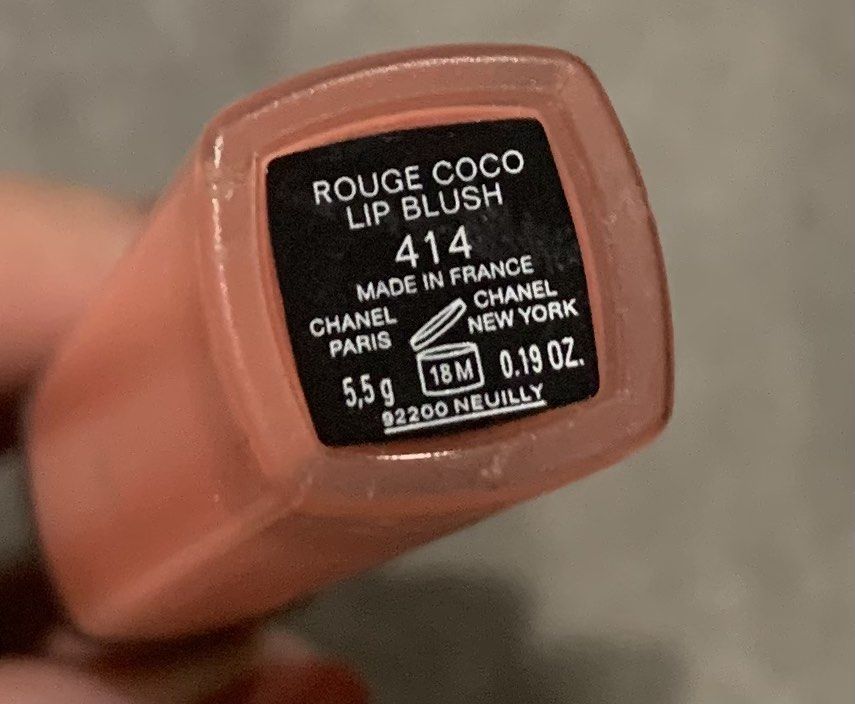 ROUGE COCO
LIP BLUSH
414
MADE IN FRANCE
CHANEL PARIS
CHANEL NEW YORK
5,5 g
18 M
0.19 OZ.
92200 NEUILLY